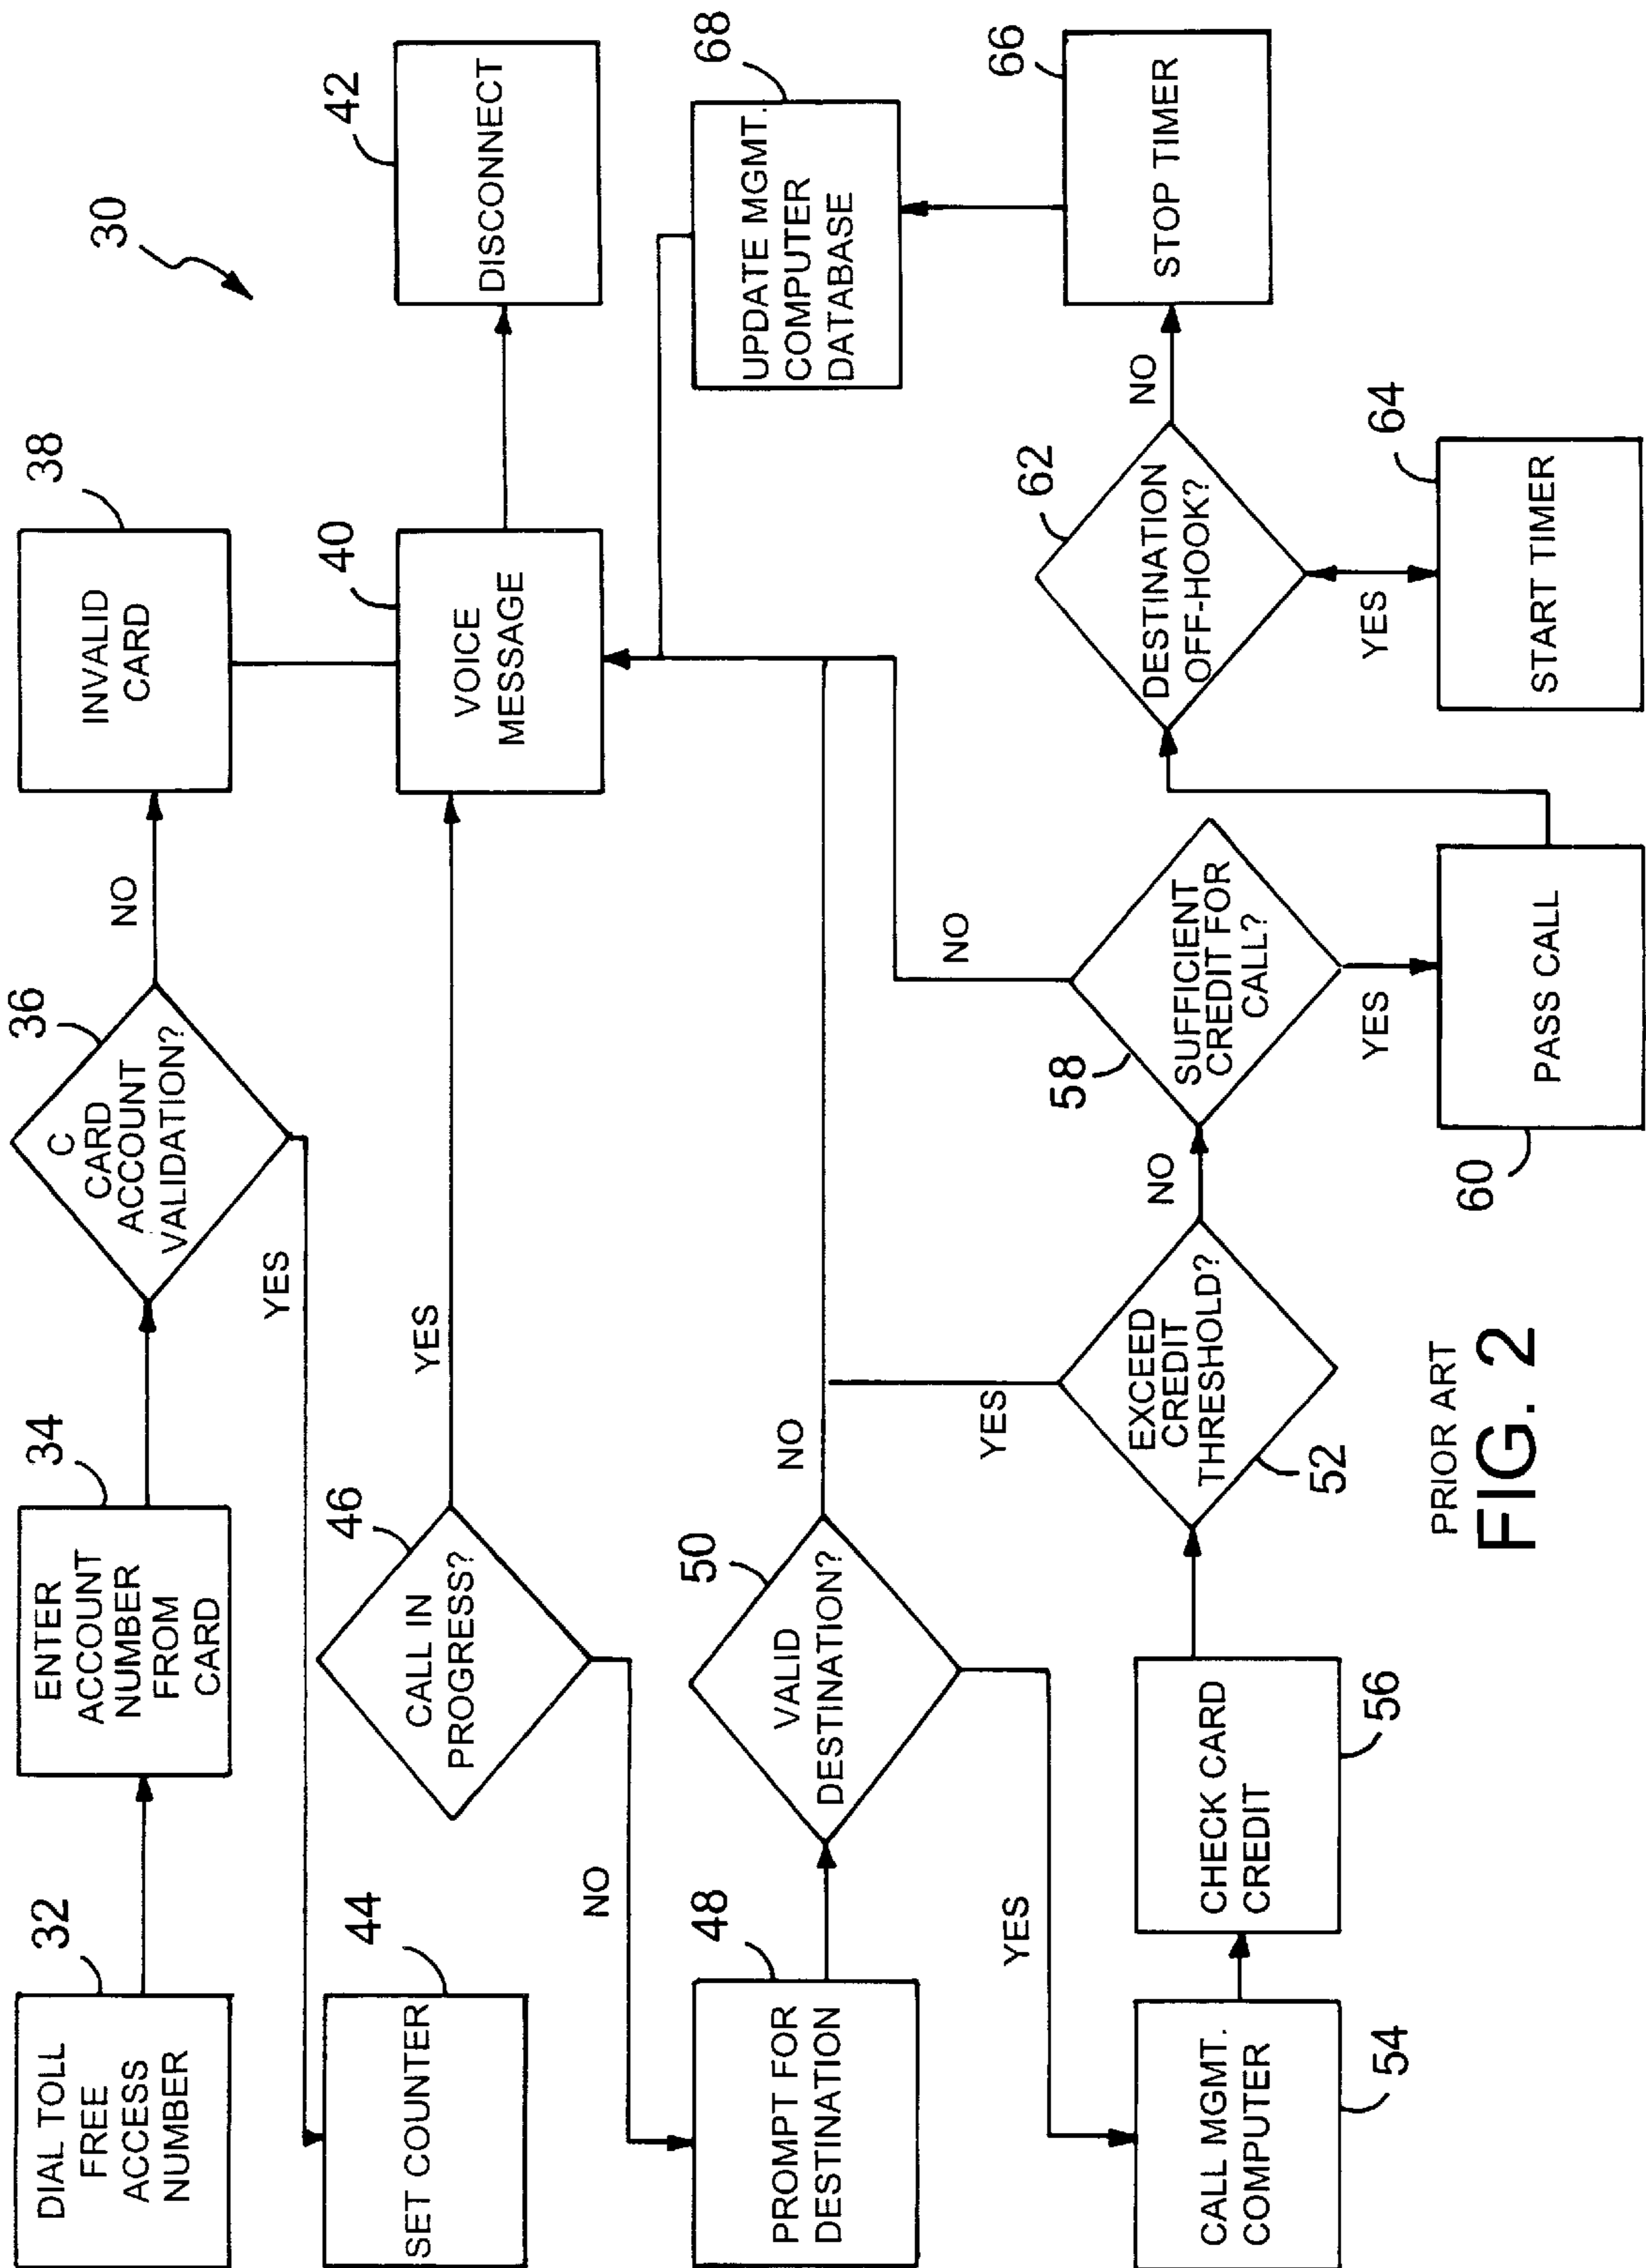 30
32
DIAL TOLL
FREE
ACCESS
NUMBER
34
ENTER
ACCOUNT
NUMBER
FROM
CARD
36
C
CARD
ACCOUNT
VALIDATION?
NO
YES
38
INVALID
CARD
44
SET COUNTER
46
CALL IN
PROGRESS?
YES
NO
40
VOICE
MESSAGE
42
DISCONNECT
48
PROMPT FOR
DESTINATION
50
VALID
DESTINATION?
NO
YES
68
UPDATE MGMT.
COMPUTER
DATABASE
54
CALL MGMT.
COMPUTER
56
CHECK CARD
CREDIT
52
EXCEED
CREDIT
THRESHOLD?
YES
NO
58
SUFFICIENT
CREDIT FOR
CALL?
NO
YES
60
PASS CALL
62
DESTINATION
OFF-HOOK?
NO
YES
64
START TIMER
66
STOP TIMER
PRIOR ART
FIG. 2